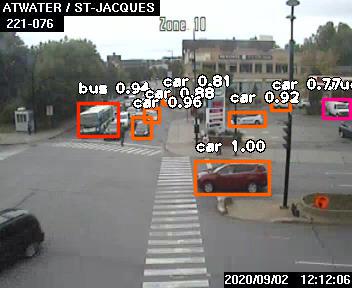 ATWATER / ST-JACQUES
221-076
Zone 10
bus 0.94
car 0.81
car 0.88
car 0.96
car 0.92
car 0.77
car 1.00
2020/09/02 12:12:06